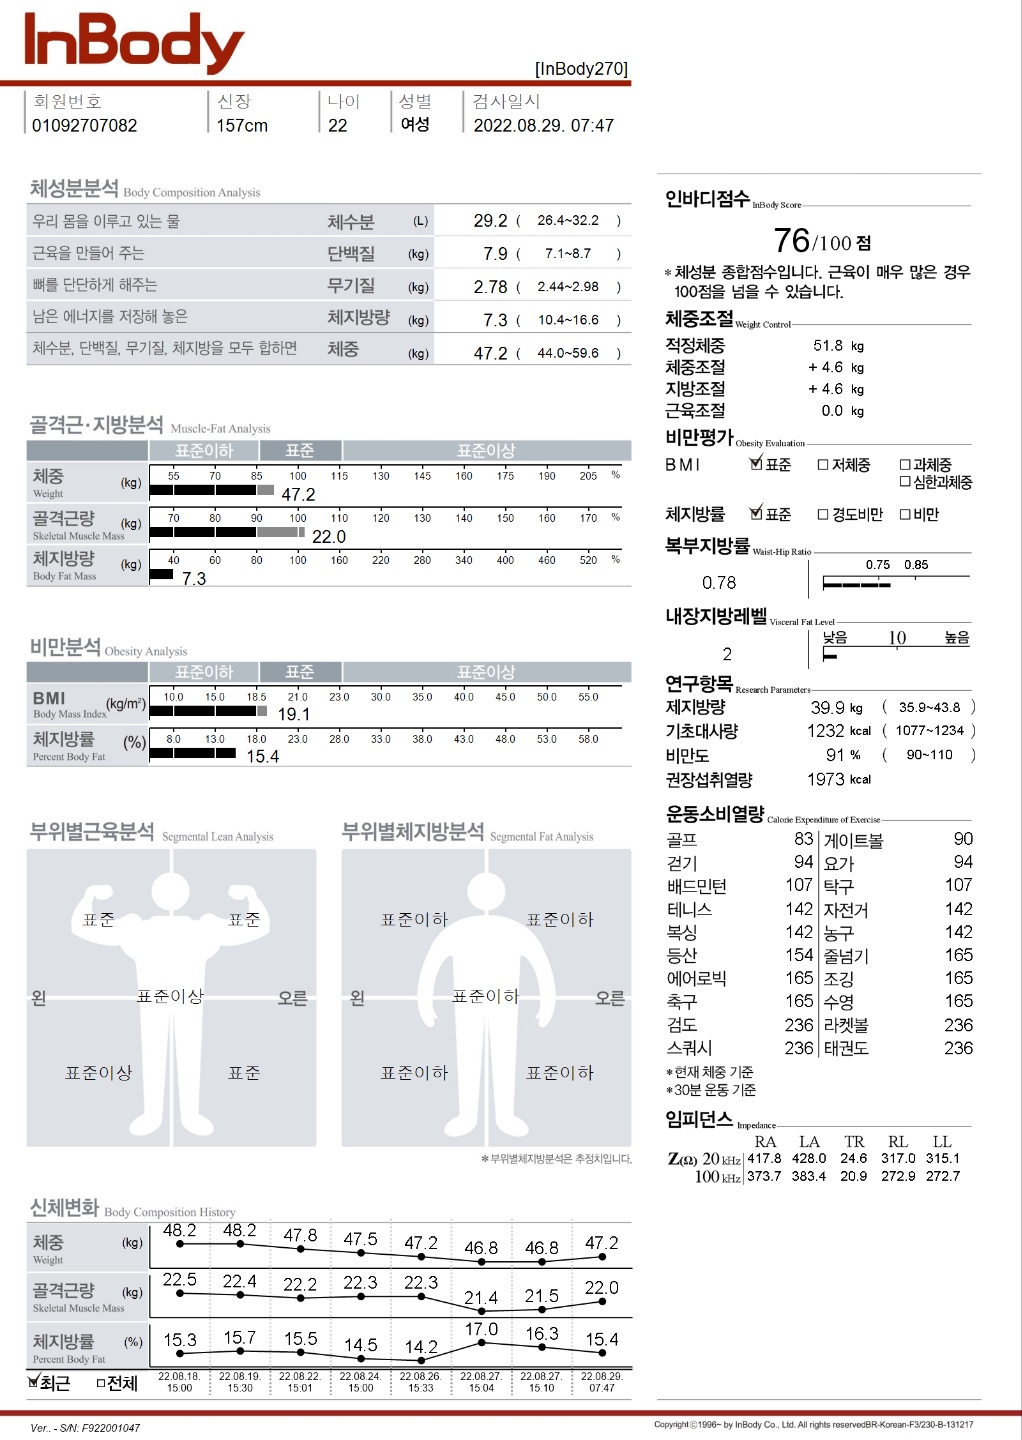 InBody
[InBody270]
회원번호 신장 나이 성별 검사일시
01092707082 157cm 22 여성 2022.08.29. 07:47
체성분분석 Body Composition Analysis
우리 몸을 이루고 있는 물 체수분 (L) 29.2 ( 26.4~32.2 )
근육을 만들어 주는 단백질 (kg) 7.9 ( 7.1~8.7 )
뼈를 단단하게 해주는 무기질 (kg) 2.78 ( 2.44~2.98 )
남은 에너지를 저장해 놓은 체지방량 (kg) 7.3 ( 10.4~16.6 )
체수분, 단백질, 무기질, 체지방을 모두 합하면 체중 (kg) 47.2 ( 44.0~59.6 )
골격근·지방분석 Muscle-Fat Analysis
표준이하 표준 표준이상
체중 (kg) 55 70 85 100 115 130 145 160 175 190 205 %
Weight 47.2
골격근량 (kg) 70 80 90 100 110 120 130 140 150 160 170 %
Skeletal Muscle Mass 22.0
체지방량 (kg) 40 60 80 100 160 220 280 340 400 460 520 %
Body Fat Mass 7.3
비만분석 Obesity Analysis
표준이하 표준 표준이상
BMI (kg/m²) 10.0 15.0 18.5 21.0 23.0 30.0 35.0 40.0 45.0 50.0 55.0
Body Mass Index 19.1
체지방률 (%) 8.0 13.0 18.0 23.0 28.0 33.0 38.0 43.0 48.0 53.0 58.0
Percent Body Fat 15.4
부위별근육분석 Segmental Lean Analysis
표준 표준
왼 표준이상 오른
표준이상 표준
부위별체지방분석 Segmental Fat Analysis
표준이하 표준이하
왼 표준이하 오른
표준이하 표준이하
＊부위별체지방분석은 추정치입니다.
신체변화 Body Composition History
체중 (kg) 48.2 48.2 47.8 47.5 47.2 46.8 46.8 47.2
Weight
골격근량 (kg) 22.5 22.4 22.2 22.3 22.3 21.4 21.5 22.0
Skeletal Muscle Mass
체지방률 (%) 15.3 15.7 15.5 14.5 14.2 17.0 16.3 15.4
Percent Body Fat
최근 전체 22.08.18. 22.08.19. 22.08.22. 22.08.24. 22.08.26. 22.08.27. 22.08.27. 22.08.29.
15:00 15:30 15:01 15:00 15:33 15:04 15:10 07:47
인바디점수 InBody Score
76/100 점
＊체성분 종합점수입니다. 근육이 매우 많은 경우
100점을 넘을 수 있습니다.
체중조절 Weight Control
적정체중 51.8 kg
체중조절 + 4.6 kg
지방조절 + 4.6 kg
근육조절 0.0 kg
비만평가 Obesity Evaluation
BMI 표준 저체중 과체중
심한과체중
체지방률 표준 경도비만 비만
복부지방률 Waist-Hip Ratio
0.75 0.85
0.78
내장지방레벨 Visceral Fat Level
낮음 10 높음
2
연구항목 Research Parameters
제지방량 39.9 kg ( 35.9~43.8 )
기초대사량 1232 kcal ( 1077~1234 )
비만도 91 % ( 90~110 )
권장섭취열량 1973 kcal
운동소비열량 Calorie Expenditure of Exercise
골프 83 게이트볼 90
걷기 94 요가 94
배드민턴 107 탁구 107
테니스 142 자전거 142
복싱 142 농구 142
등산 154 줄넘기 165
에어로빅 165 조깅 165
축구 165 수영 165
검도 236 라켓볼 236
스쿼시 236 태권도 236
＊현재 체중 기준
＊30분 운동 기준
임피던스 Impedance
RA LA TR RL LL
Z(Ω) 20 kHz 417.8 428.0 24.6 317.0 315.1
100 kHz 373.7 383.4 20.9 272.9 272.7
Ver.. - S/N: F922001047
Copyright©1996~ by InBody Co., Ltd. All rights reservedBR-Korean-F3/230-B-131217